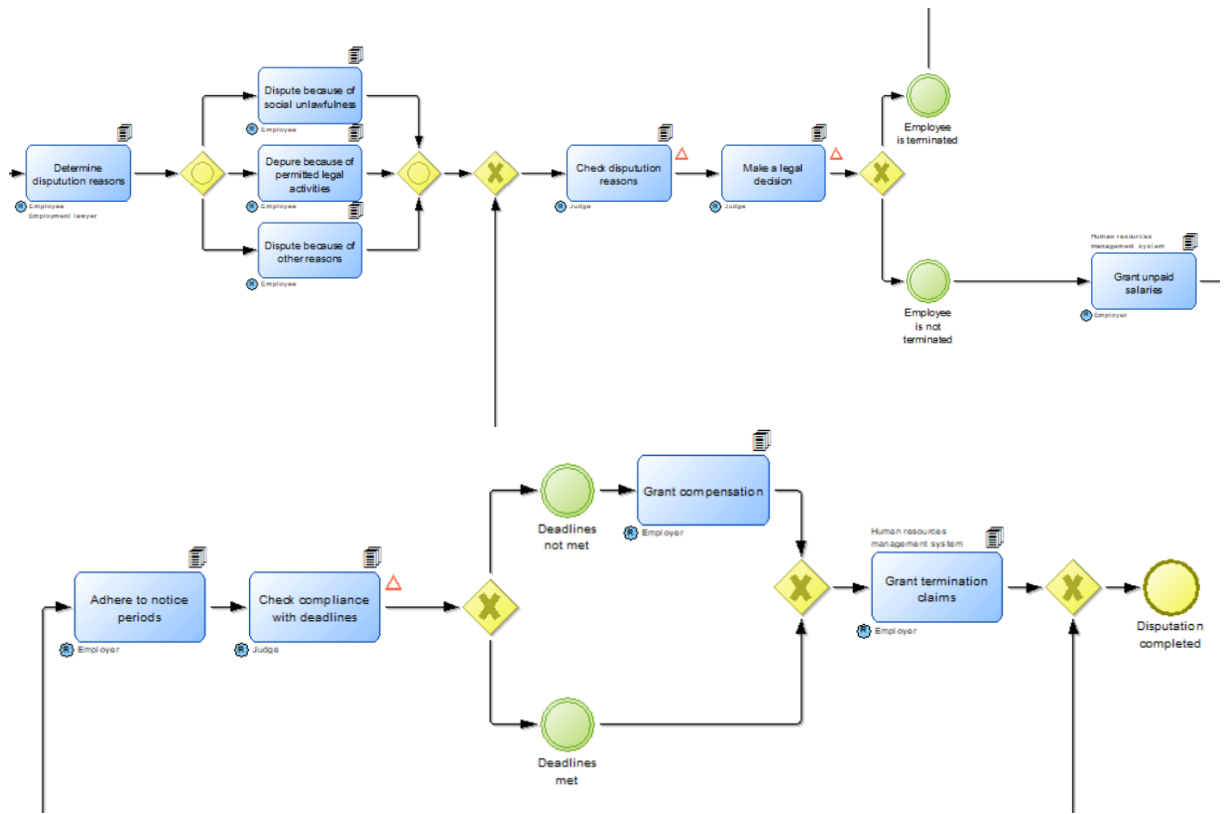 Dispute because of
social unlawfulness
R Employee
Determine
disputution reasons
R Employee
Employment lawyer
Depure because of
permitted legal
activities
R Employee
Dispute because of
other reasons
R Employee
Check disputution
reasons
R Judge
Make a legal
decision
R Judge
Employee
is terminated
Employee
is not
terminated
Human resources
management system
Grant unpaid
salaries
R Employer
Adhere to notice
periods
R Employer
Check compliance
with deadlines
R Judge
Deadlines
not met
Grant compensation
R Employer
Deadlines
met
Human resources
management system
Grant termination
claims
R Employer
Disputation
completed